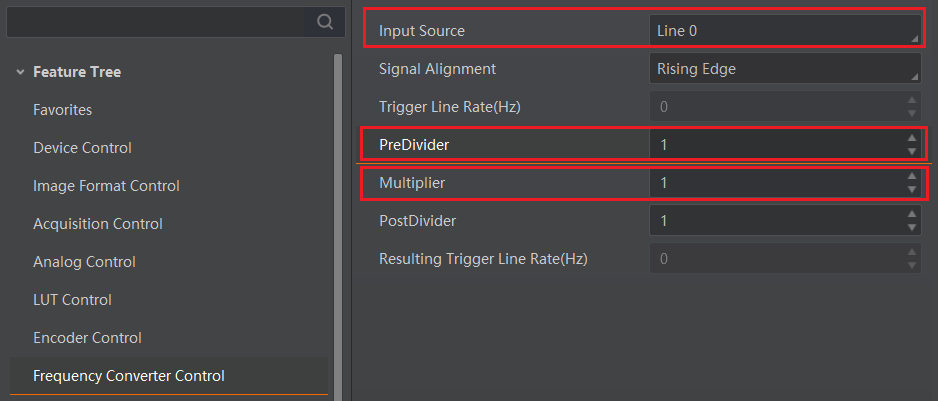 Feature Tree
Favorites
Device Control
Image Format Control
Acquisition Control
Analog Control
LUT Control
Encoder Control
Frequency Converter Control
Input Source Line 0
Signal Alignment Rising Edge
Trigger Line Rate(Hz) 0
PreDivider 1
Multiplier 1
PostDivider 1
Resulting Trigger Line Rate(Hz) 0